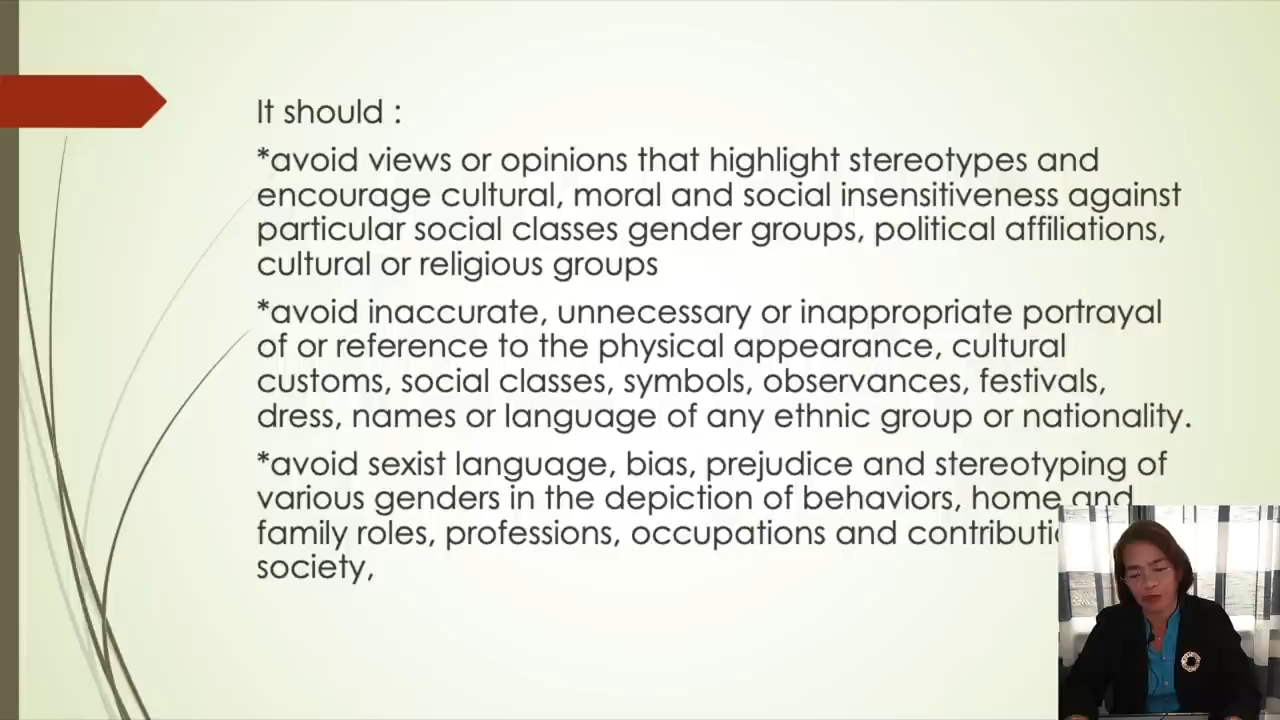 It should :
*avoid views or opinions that highlight stereotypes and
encourage cultural, moral and social insensitiveness against
particular social classes gender groups, political affiliations,
cultural or religious groups
*avoid inaccurate, unnecessary or inappropriate portrayal
of or reference to the physical appearance, cultural
customs, social classes, symbols, observances, festivals,
dress, names or language of any ethnic group or nationality.
*avoid sexist language, bias, prejudice and stereotyping of
various genders in the depiction of behaviors, home and
family roles, professions, occupations and
society,